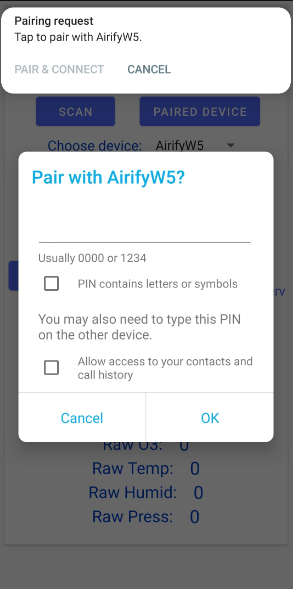 Pairing request
Tap to pair with AirifyW5.
PAIR & CONNECT CANCEL
SCAN PAIRED DEVICE
Choose device: AirifyW5
Pair with AirifyW5?
Usually 0000 or 1234
PIN contains letters or symbols
You may also need to type this PIN
on the other device.
Allow access to your contacts and
call history
Cancel OK
Raw O3: 0
Raw Temp: 0
Raw Humid: 0
Raw Press: 0